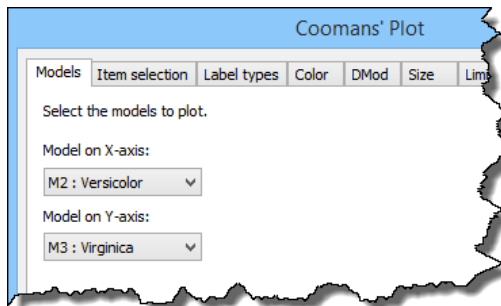 Coomans' Plot
Models Item selection Label types Color DMod Size
Select the models to plot.
Model on X-axis:
M2 : Versicolor
Model on Y-axis:
M3 : Virginica